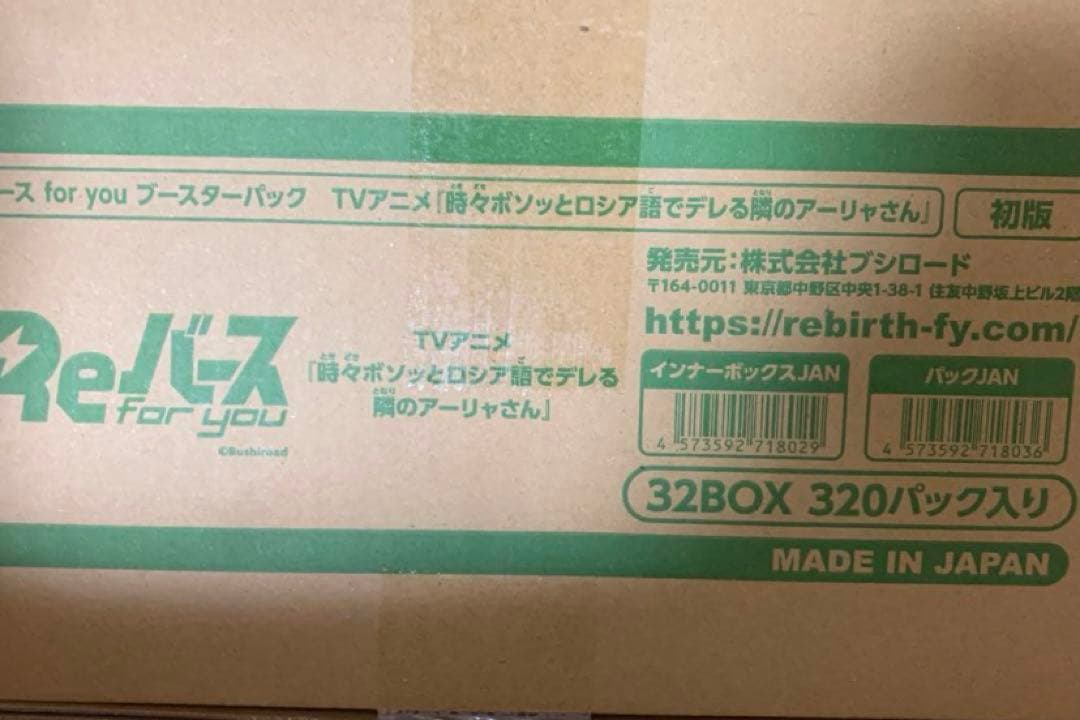 ース for you ブースターパック TVアニメ「時々ボソッとロシア語でデレる隣のアーリャさん」 初版
発売元:株式会社ブシロード
〒164-0011 東京都中野区中央1-38-1 住友中野坂上ビル2階
https://rebirth-fy.com/
Reバース
for you
©Bushiroad
TVアニメ
「時々ボソッとロシア語でデレる
隣のアーリャさん」
インナーボックスJAN
4 573592 718029
パックJAN
4 573592 718036
32BOX 320パック入り
MADE IN JAPAN